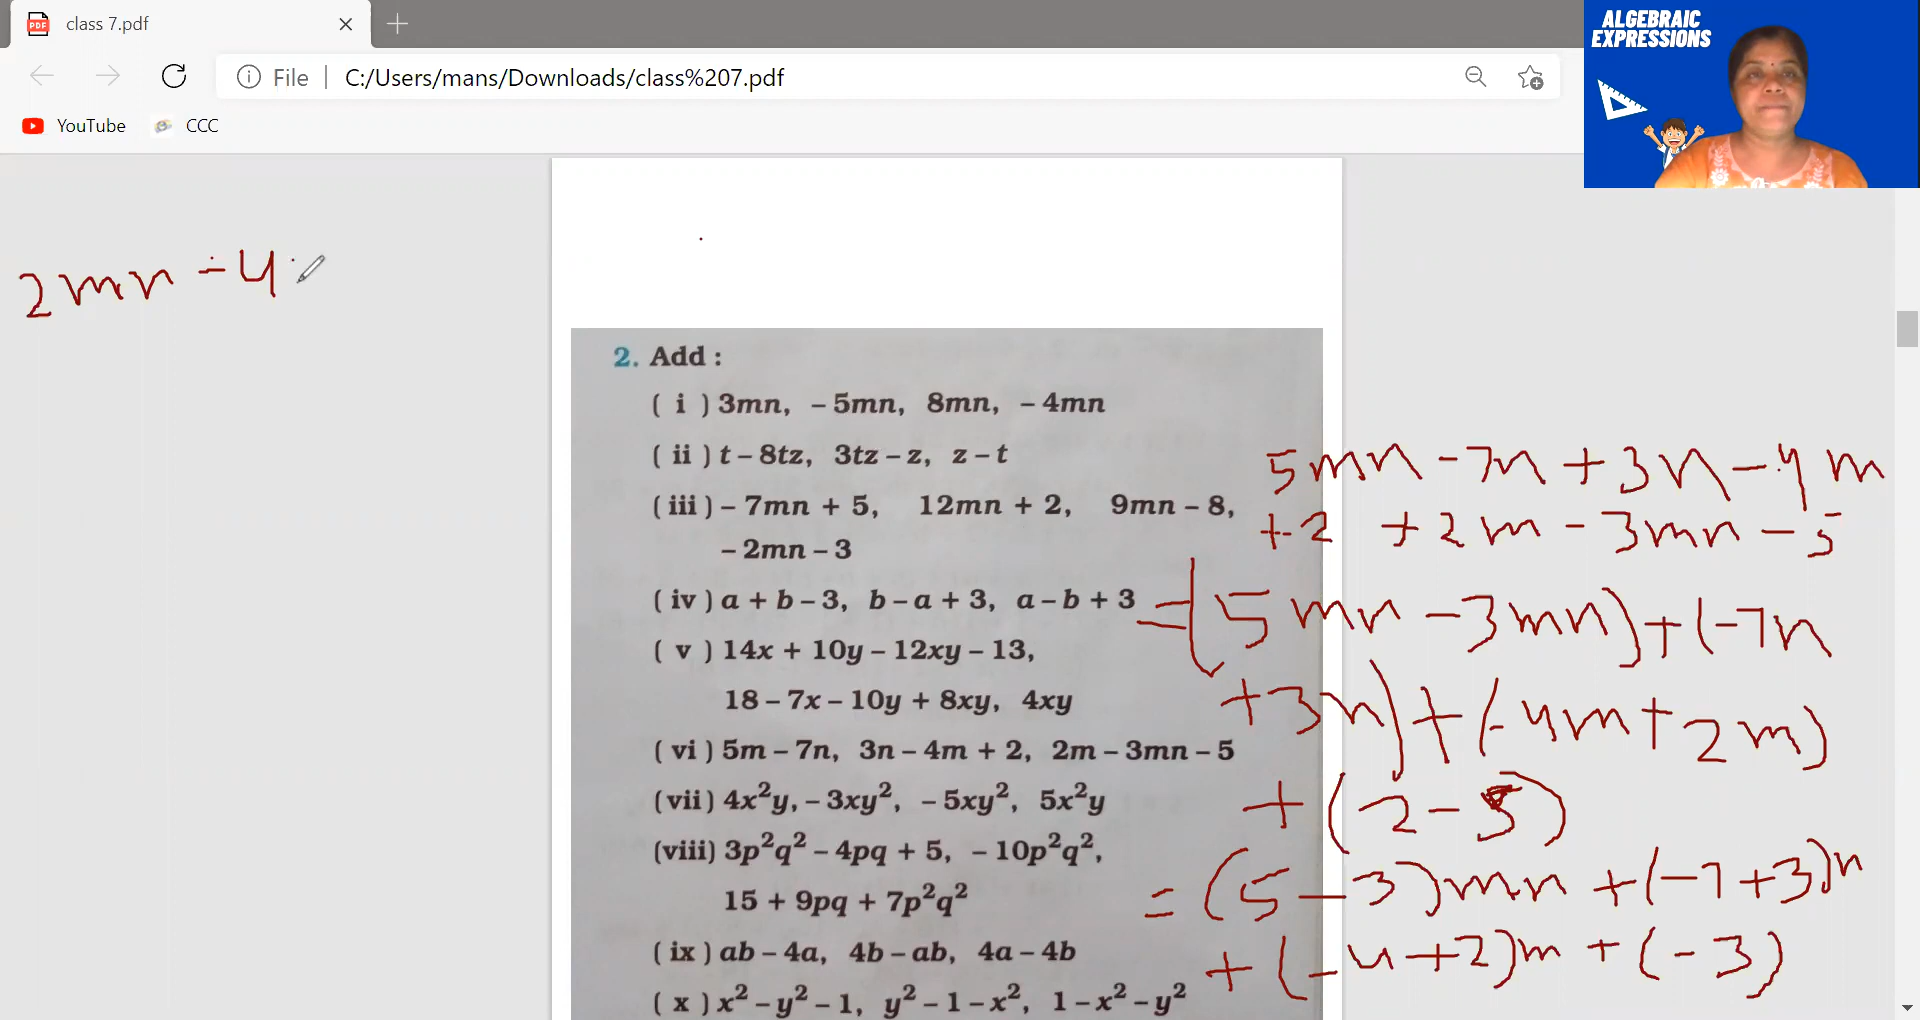 class 7.pdf
File | C:/Users/mans/Downloads/class%207.pdf
YouTube CCC
ALGEBRAIC
EXPRESSIONS
2mn - 4
2. Add :
( i ) 3mn, – 5mn, 8mn, – 4mn
( ii ) t – 8tz, 3tz – z, z – t
( iii ) – 7mn + 5, 12mn + 2, 9mn – 8,
– 2mn – 3
( iv ) a + b – 3, b – a + 3, a – b + 3
( v ) 14x + 10y – 12xy – 13,
18 – 7x – 10y + 8xy, 4xy
( vi ) 5m – 7n, 3n – 4m + 2, 2m – 3mn – 5
(vii) 4x²y, – 3xy², – 5xy², 5x²y
(viii) 3p²q² – 4pq + 5, – 10p²q²,
15 + 9pq + 7p²q²
( ix ) ab – 4a, 4b – ab, 4a – 4b
( x ) x² – y² – 1, y² – 1 – x², 1 – x² – y²
5mn - 7n + 3n - 4m
+ 2 + 2m - 3mn - 5
= (5mn - 3mn) + (-7n
+ 3n) + (-4m + 2m)
+ (2 - 5)
= (5 - 3)mn + (-7 + 3)n
+ (-4 + 2)m + (-3)